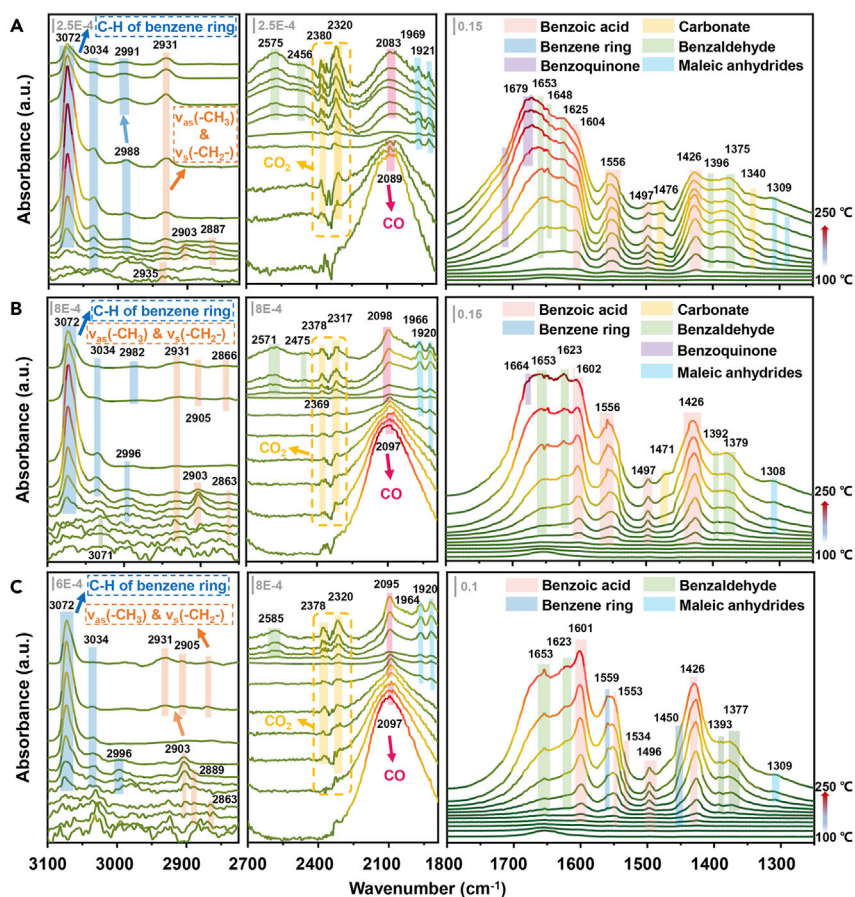 A
2.5E-4
C-H of benzene ring
3072
3034
2991
2931
νas(-CH3)
&
νs(-CH2-)
2988
2903
2887
2935
2.5E-4
2575
2456
2380
2320
2083
1969
1921
CO2
2089
CO
0.15
Benzoic acid
Carbonate
Benzene ring
Benzaldehyde
Benzoquinone
Maleic anhydrides
1679
1653
1648
1625
1604
1556
1497
1476
1426
1396
1375
1340
1309
250 °C
100°C
Absorbance (a.u.)
B
8E-4
C-H of benzene ring
3072
νas(-CH3) & νs(-CH2-)
3034
2982
2931
2866
2905
2996
2903
2863
3071
8E-4
2571
2475
2378
2317
2098
1966
1920
2369
CO2
2097
CO
0.15
Benzoic acid
Carbonate
Benzene ring
Benzaldehyde
Benzoquinone
Maleic anhydrides
1664
1653
1623
1602
1556
1497
1471
1426
1392
1379
1308
250°C
100 °C
Absorbance (a.u.)
C
6E-4
C-H of benzene ring
3072
νas(-CH3) & νs(-CH2-)
3034
2931
2905
2996
2903
2889
2863
8E-4
2585
2378
2320
2095
1964
1920
CO2
2097
CO
0.1
Benzoic acid
Benzaldehyde
Benzene ring
Maleic anhydrides
1653
1623
1601
1559
1553
1534
1496
1450
1426
1393
1377
1309
250 °C
100 °C
Absorbance (a.u.)
3100 3000 2900 2700 2400 2100 1800 1700 1600 1500 1400 1300
Wavenumber (cm-1)